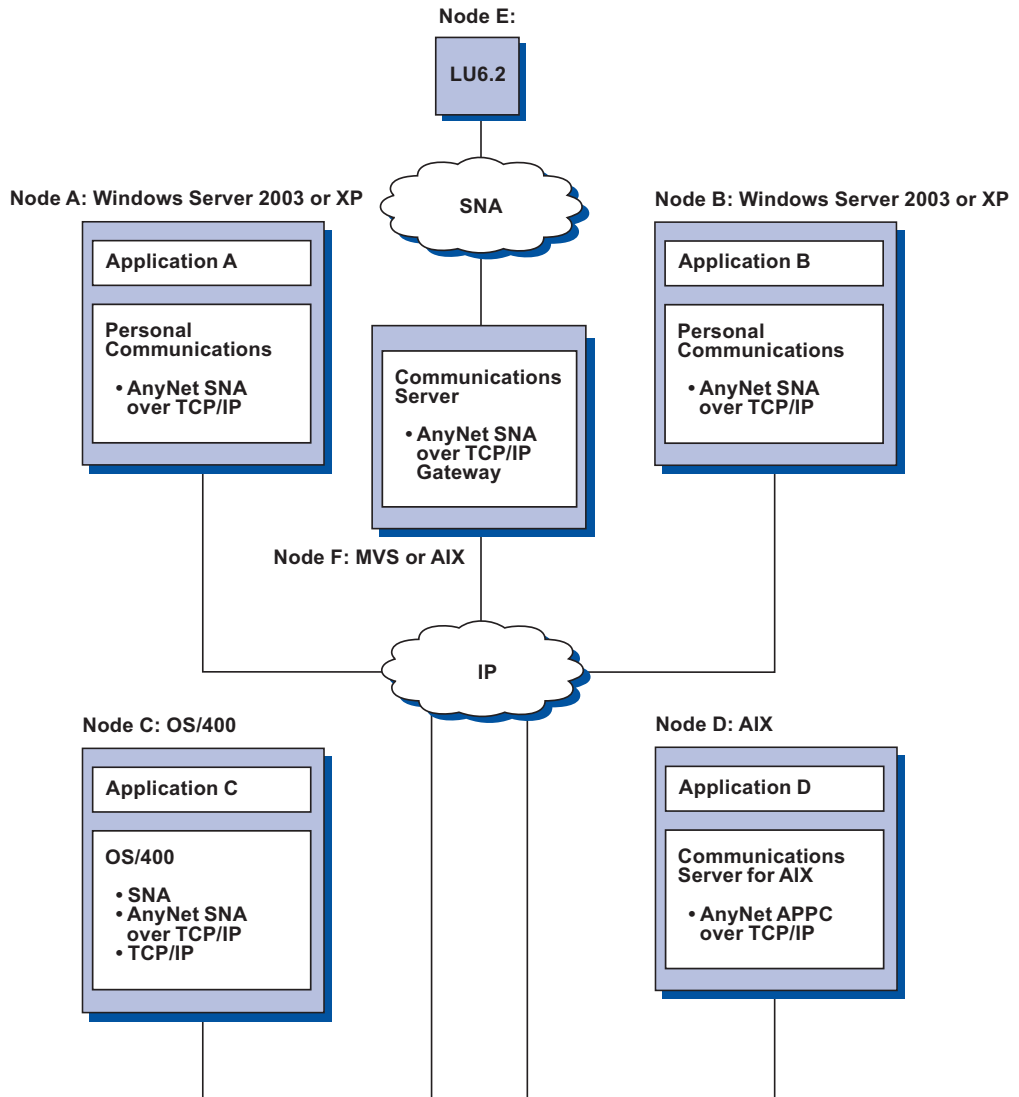 Node E:
LU6.2
SNA
Node A: Windows Server 2003 or XP
Application A
Personal
Communications
• AnyNet SNA
over TCP/IP
Communications
Server
• AnyNet SNA
over TCP/IP
Gateway
Node F: MVS or AIX
Node B: Windows Server 2003 or XP
Application B
Personal
Communications
• AnyNet SNA
over TCP/IP
IP
Node C: OS/400
Application C
OS/400
• SNA
• AnyNet SNA
over TCP/IP
• TCP/IP
Node D: AIX
Application D
Communications
Server for AIX
• AnyNet APPC
over TCP/IP